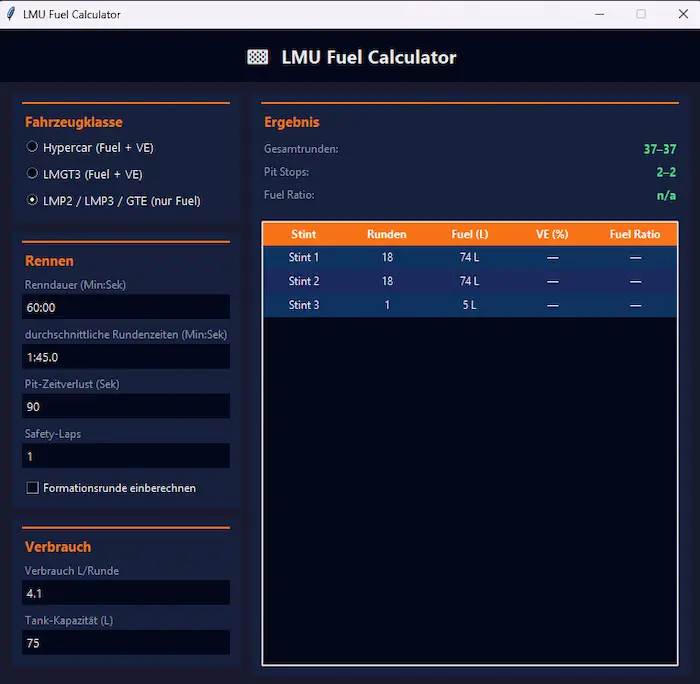 LMU Fuel Calculator
LMU Fuel Calculator
Fahrzeugklasse
Hypercar (Fuel + VE)
LMGT3 (Fuel + VE)
LMP2 / LMP3 / GTE (nur Fuel)
Rennen
Renndauer (Min:Sek)
60:00
durchschnittliche Rundenzeiten (Min:Sek)
1:45.0
Pit-Zeitverlust (Sek)
90
Safety-Laps
1
Formationsrunde einberechnen
Verbrauch
Verbrauch L/Runde
4.1
Tank-Kapazität (L)
75
Ergebnis
Gesamtrunden: 37–37
Pit Stops: 2–2
Fuel Ratio: n/a
Stint Runden Fuel (L) VE (%) Fuel Ratio
Stint 1 18 74 L — —
Stint 2 18 74 L — —
Stint 3 1 5 L — —